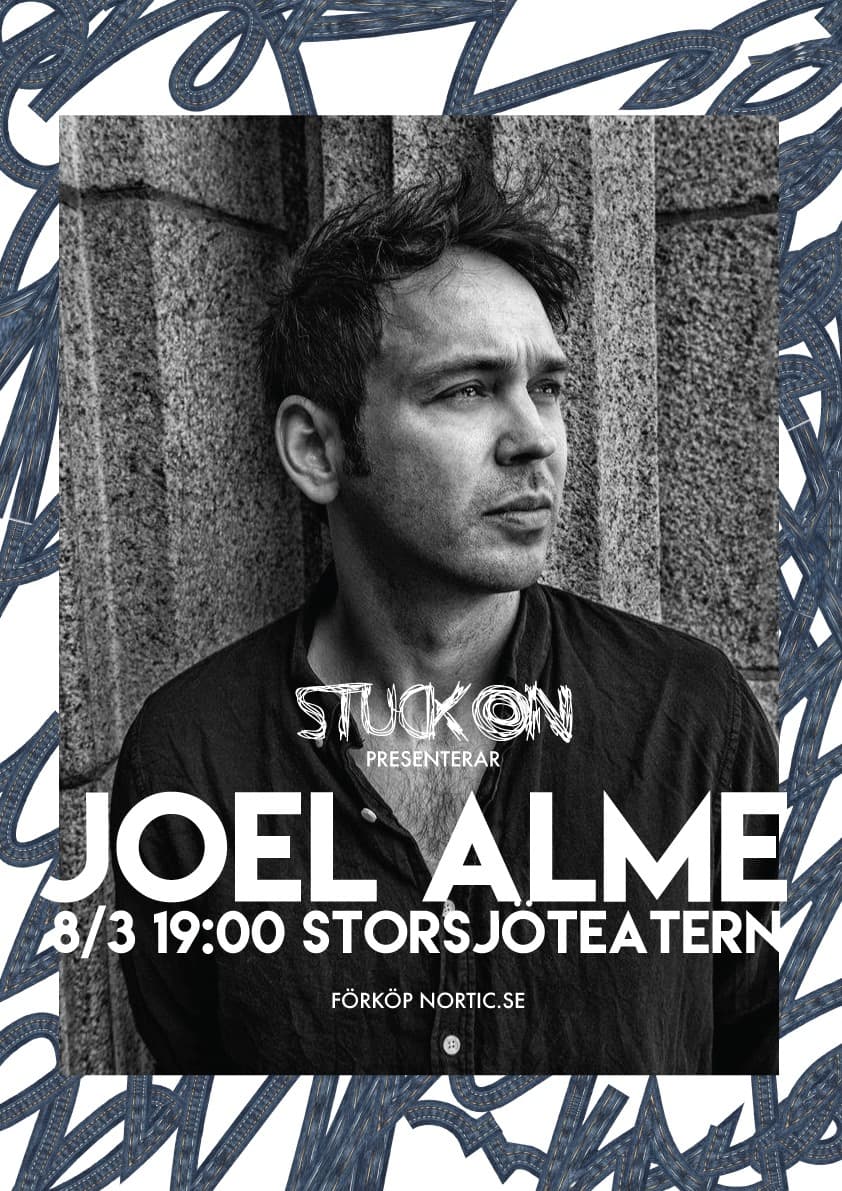 STUCK ON
PRESENTERAR
JOEL ALME
8/3 19:00 STORSJÖTEATERN
FÖRKÖP NORTIC.SE